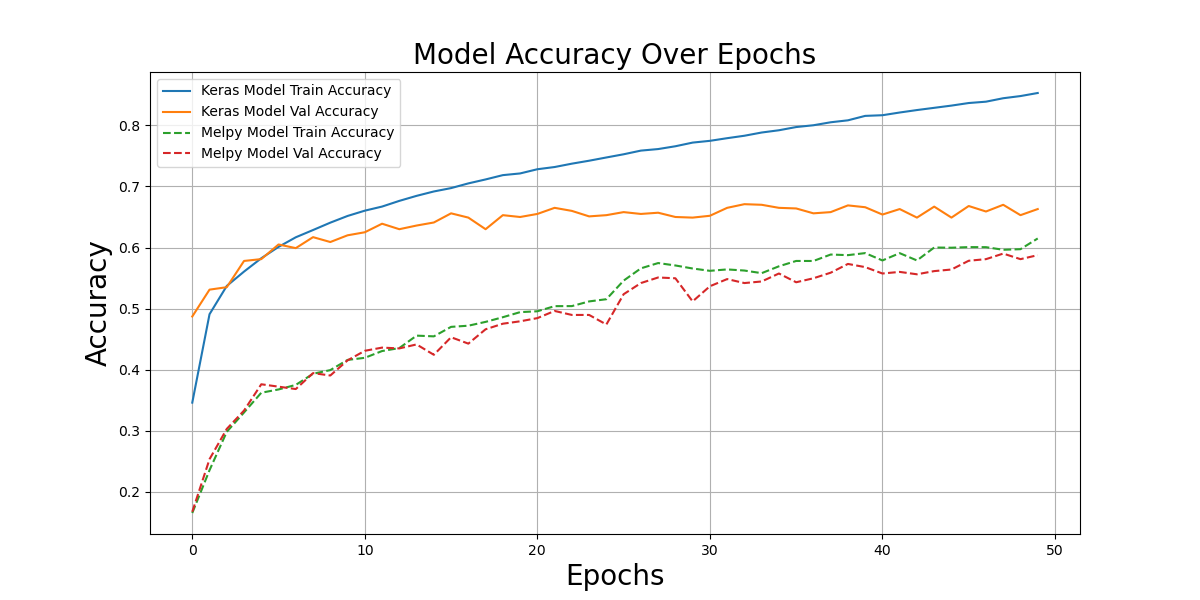 Model Accuracy Over Epochs
Keras Model Train Accuracy
Keras Model Val Accuracy
Melpy Model Train Accuracy
Melpy Model Val Accuracy
Accuracy
0.8
0.7
0.6
0.5
0.4
0.3
0.2
0 10 20 30 40 50
Epochs